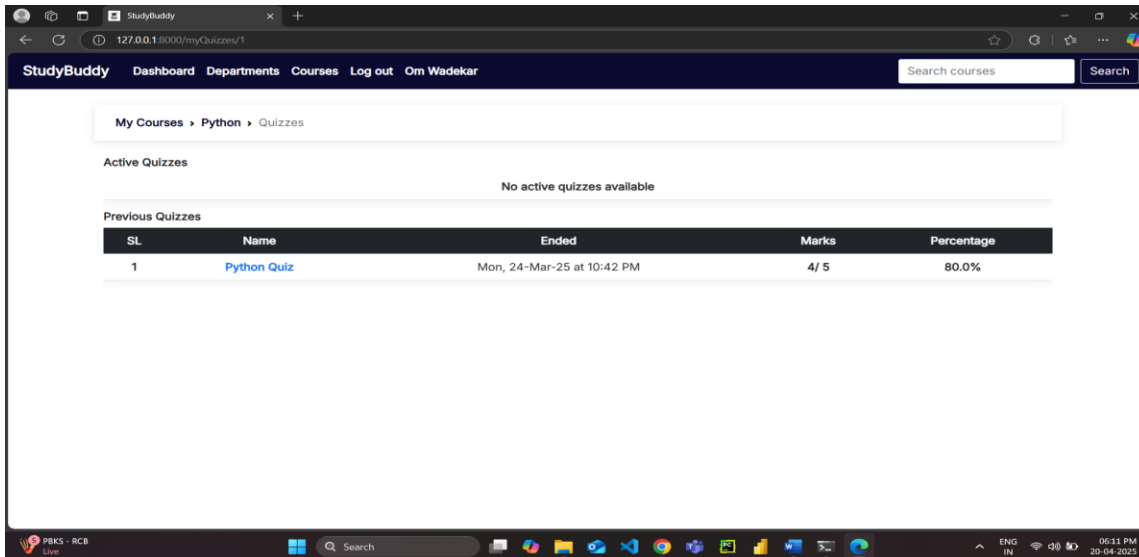 StudyBuddy
127.0.0.1:8000/myQuizzes/1
StudyBuddy Dashboard Departments Courses Log out Om Wadekar Search courses Search
My Courses › Python › Quizzes
Active Quizzes
No active quizzes available
Previous Quizzes
SL Name Ended Marks Percentage
1 Python Quiz Mon, 24-Mar-25 at 10:42 PM 4/ 5 80.0%
5 PBKS - RCB
Live
Search
ENG
IN
06:11 PM
20-04-2025